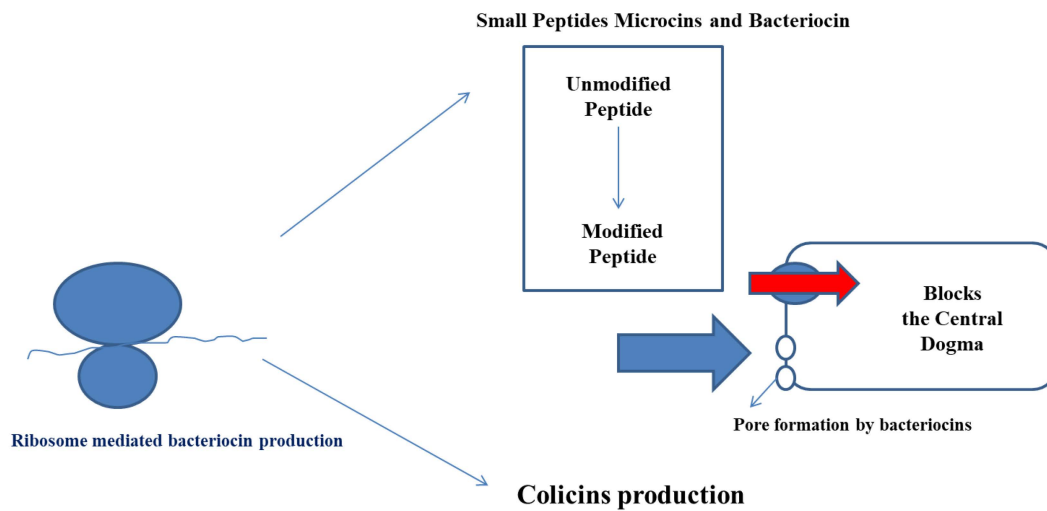 Small Peptides Microcins and Bacteriocin
Unmodified
Peptide
Modified
Peptide
Blocks
the Central
Dogma
Pore formation by bacteriocins
Ribosome mediated bacteriocin production
Colicins production